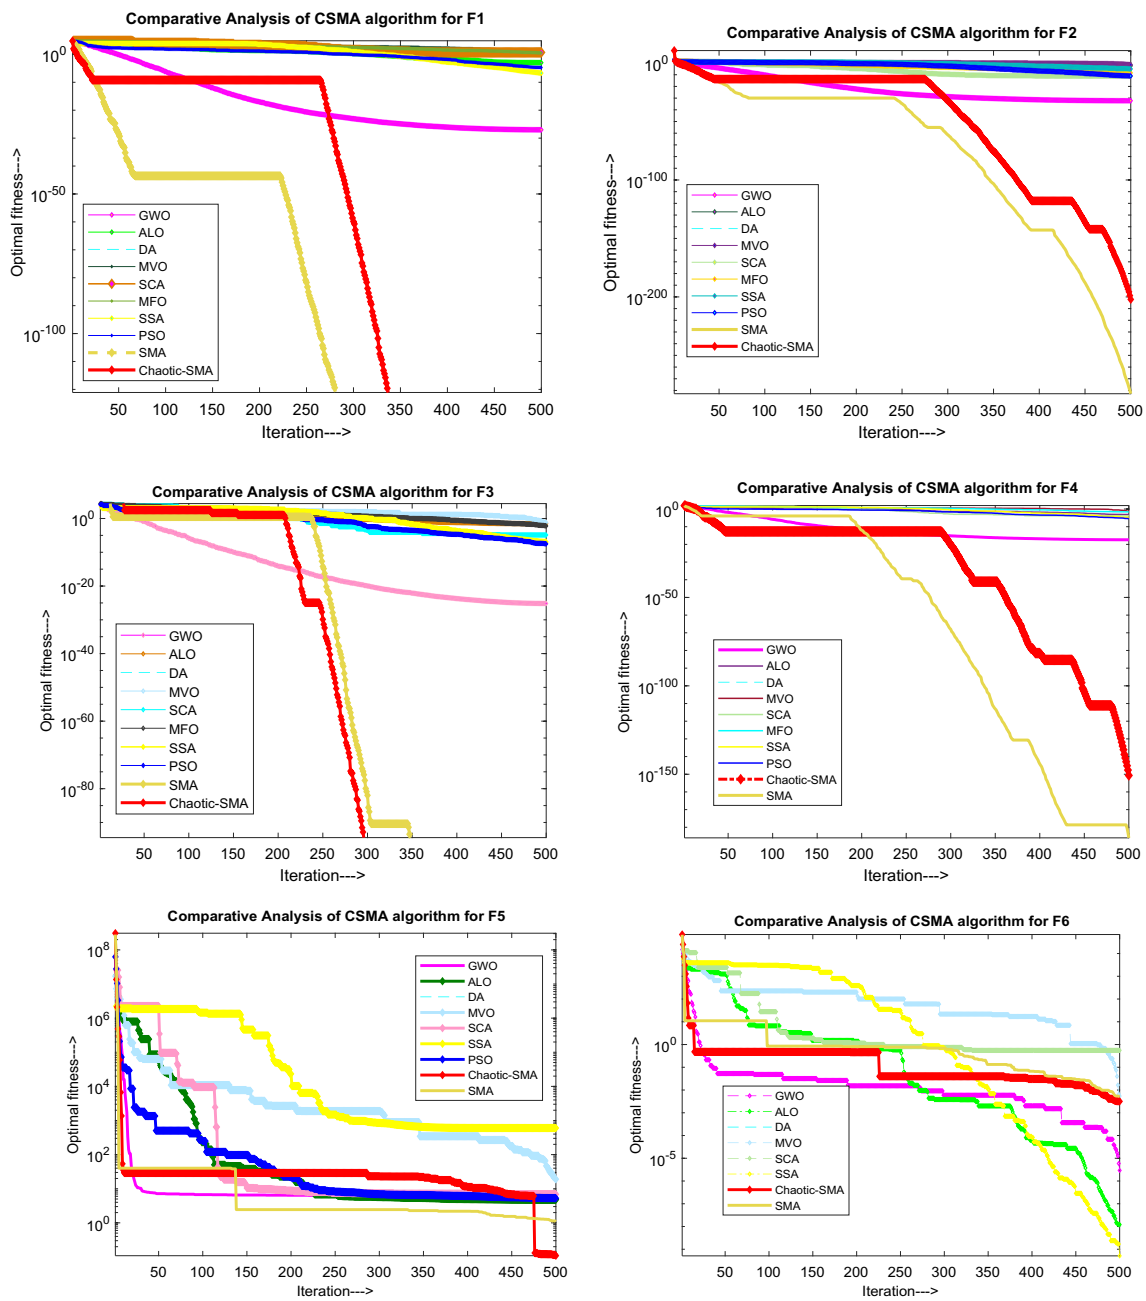 Comparative Analysis of CSMA algorithm for F1
10^0
10^-50
10^-100
Optimal fitness--->
GWO
ALO
DA
MVO
SCA
MFO
SSA
PSO
SMA
Chaotic-SMA
50 100 150 200 250 300 350 400 450 500
Iteration--->
Comparative Analysis of CSMA algorithm for F2
10^0
10^-100
10^-200
Optimal fitness--->
GWO
ALO
DA
MVO
SCA
MFO
SSA
PSO
SMA
Chaotic-SMA
50 100 150 200 250 300 350 400 450 500
Iteration--->
Comparative Analysis of CSMA algorithm for F3
10^0
10^-20
10^-40
10^-60
10^-80
Optimal fitness--->
GWO
ALO
DA
MVO
SCA
MFO
SSA
PSO
SMA
Chaotic-SMA
50 100 150 200 250 300 350 400 450 500
Iteration--->
Comparative Analysis of CSMA algorithm for F4
10^0
10^-50
10^-100
10^-150
Optimal fitness--->
GWO
ALO
DA
MVO
SCA
MFO
SSA
PSO
Chaotic-SMA
SMA
50 100 150 200 250 300 350 400 450 500
Iteration--->
Comparative Analysis of CSMA algorithm for F5
10^8
10^6
10^4
10^2
10^0
Optimal fitness--->
GWO
ALO
DA
MVO
SCA
SSA
PSO
Chaotic-SMA
SMA
50 100 150 200 250 300 350 400 450 500
Iteration--->
Comparative Analysis of CSMA algorithm for F6
10^0
10^-5
Optimal fitness--->
GWO
ALO
DA
MVO
SCA
SSA
Chaotic-SMA
SMA
50 100 150 200 250 300 350 400 450 500
Iteration--->